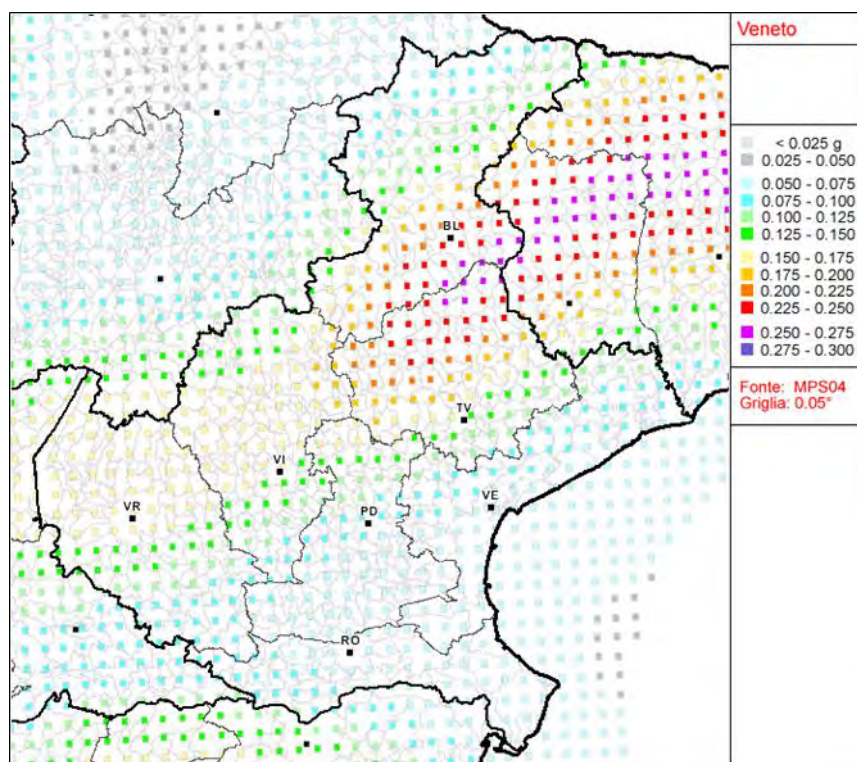 Veneto
< 0.025 g
0.025 - 0.050
0.050 - 0.075
0.075 - 0.100
0.100 - 0.125
0.125 - 0.150
0.150 - 0.175
0.175 - 0.200
0.200 - 0.225
0.225 - 0.250
0.250 - 0.275
0.275 - 0.300
Fonte: MPS04
Griglia: 0.05°
BL
TV
VI
VR
PD
VE
RO